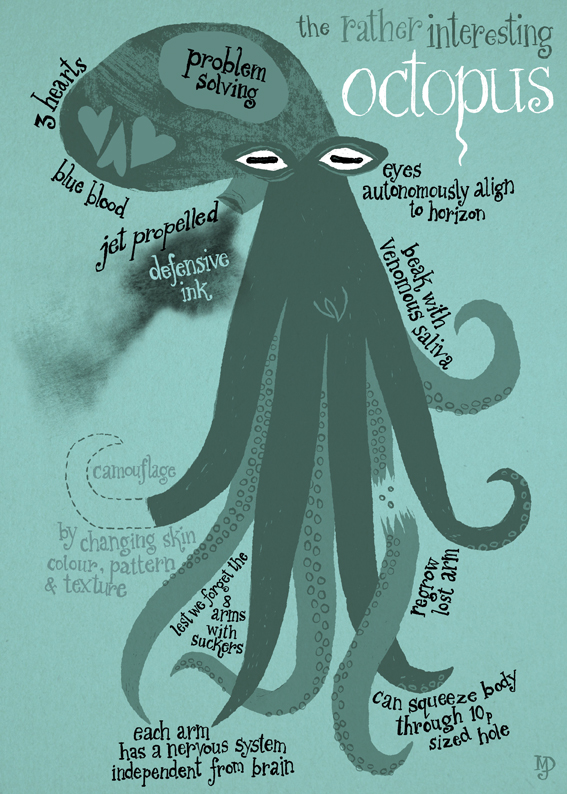 the rather interesting
octopus
problem
solving
3 hearts
blue blood
jet propelled
defensive
ink
eyes
autonomously align
to horizon
beak with
venomous saliva
camouflage
by changing skin
colour, pattern
& texture
lest we forget the
8
arms
with
suckers
regrow
lost arm
each arm
has a nervous system
independent from brain
can squeeze body
through 10p
sized hole